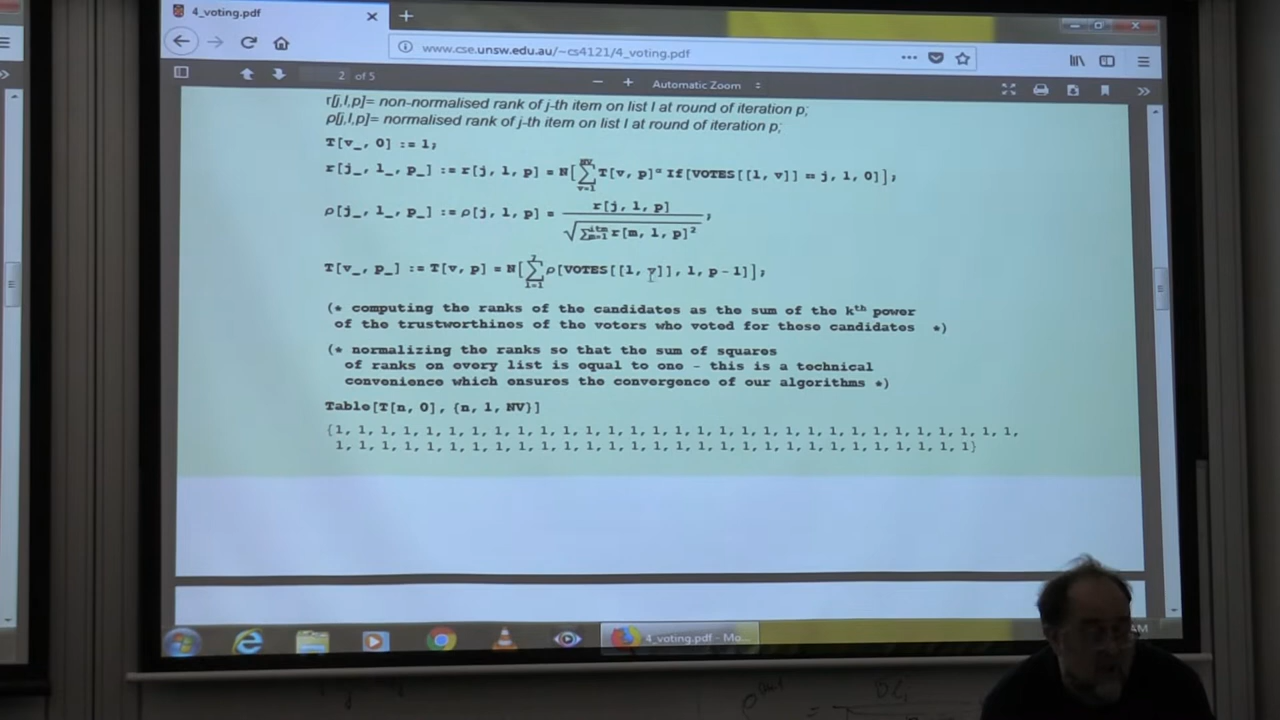 4_voting.pdf
www.cse.unsw.edu.au/~cs4121/4_voting.pdf
2 of 5
Automatic Zoom
r[j,l,p]= non-normalised rank of j-th item on list l at round of iteration p;
ρ[j,l,p]= normalised rank of j-th item on list l at round of iteration p;
T[v_, 0] := 1;
r[j_, l_, p_] := r[j, l, p] = N[∑_{v=1}^{NV} T[v, p]^α If[VOTES[[l, v]] = j, 1, 0]];
ρ[j_, l_, p_] := ρ[j, l, p] = r[j, l, p] / √(∑_{m=1}^{itm} r[m, l, p]^2);
T[v_, p_] := T[v, p] = N[∑_{l=1} ρ[VOTES[[l, v]], l, p-1]];
(* computing the ranks of the candidates as the sum of the k^th power
of the trustworthines of the voters who voted for these candidates *)
(* normalizing the ranks so that the sum of squares
of ranks on every list is equal to one - this is a technical
convenience which ensures the convergence of our algorithms *)
Table[T[n, 0], {n, 1, NV}]
{1, 1, 1, 1, 1, 1, 1, 1, 1, 1, 1, 1, 1, 1, 1, 1, 1, 1, 1, 1, 1, 1, 1, 1, 1, 1, 1, 1, 1, 1,
1, 1, 1, 1, 1, 1, 1, 1, 1, 1, 1, 1, 1, 1, 1, 1, 1, 1, 1, 1, 1, 1, 1, 1, 1, 1, 1, 1}
4_voting.pdf - Mo...
AM